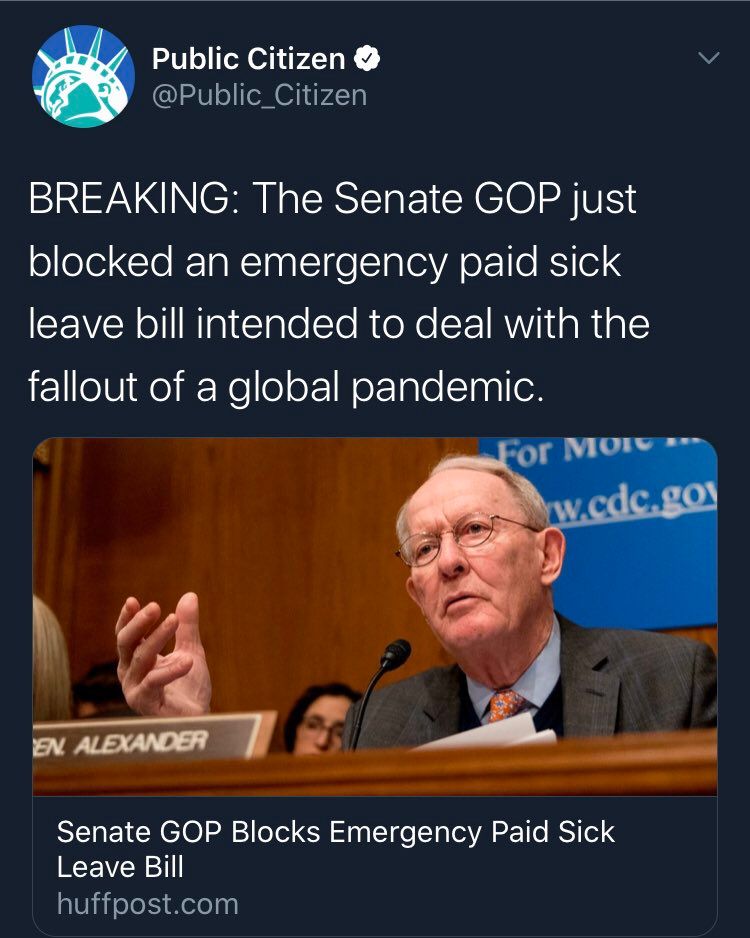 Public Citizen
@Public_Citizen
BREAKING: The Senate GOP just
blocked an emergency paid sick
leave bill intended to deal with the
fallout of a global pandemic.
For More
w.cdc.gov
EN. ALEXANDER
Senate GOP Blocks Emergency Paid Sick
Leave Bill
huffpost.com